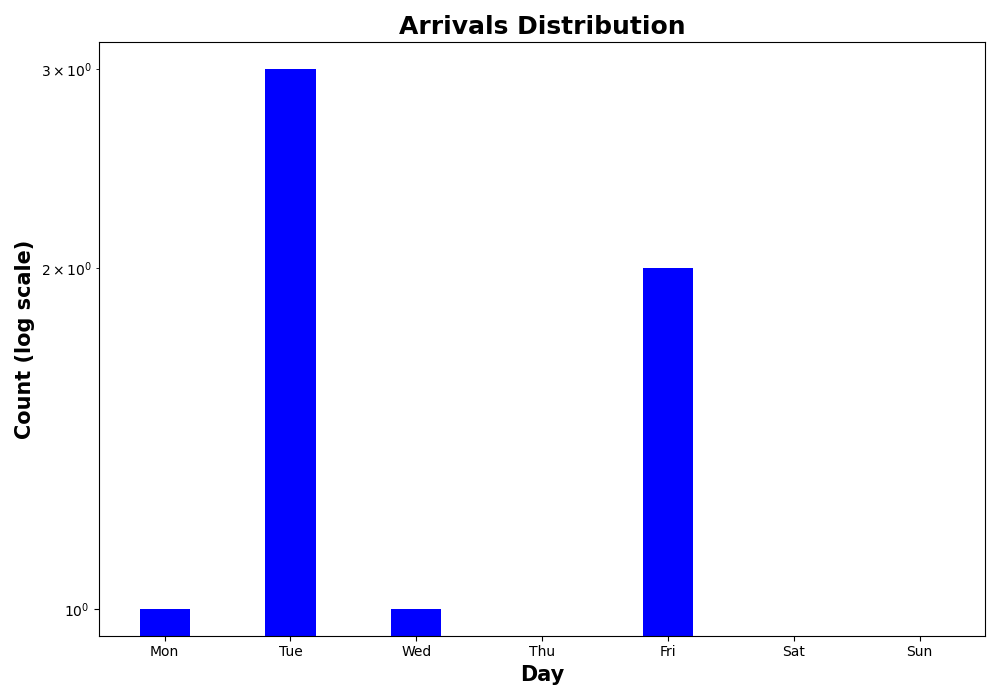 Arrivals Distribution
Count (log scale)
3 × 10⁰
2 × 10⁰
10⁰
Mon Tue Wed Thu Fri Sat Sun
Day